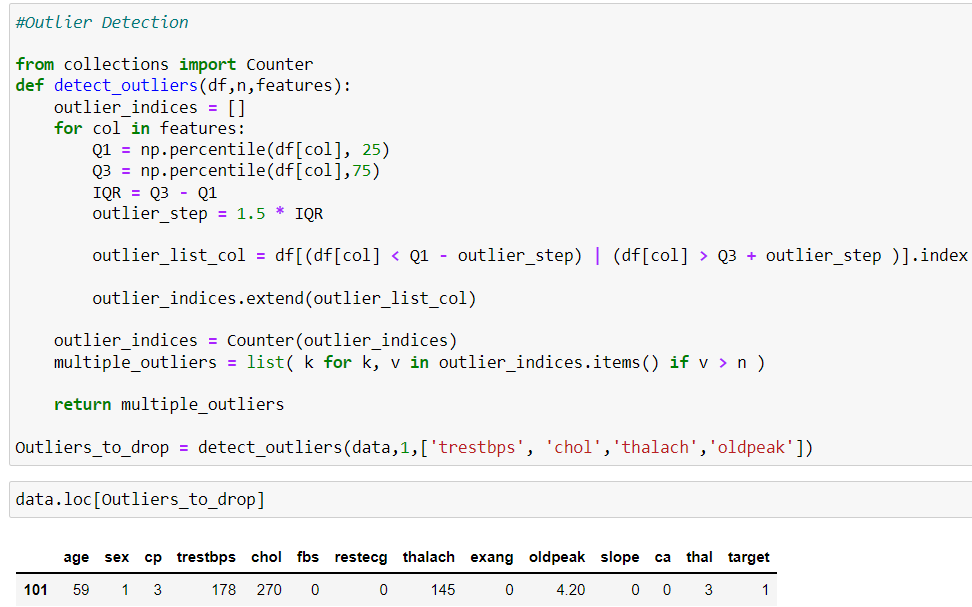 #Outlier Detection
from collections import Counter
def detect_outliers(df,n,features):
    outlier_indices = []
    for col in features:
        Q1 = np.percentile(df[col], 25)
        Q3 = np.percentile(df[col],75)
        IQR = Q3 - Q1
        outlier_step = 1.5 * IQR
        outlier_list_col = df[(df[col] < Q1 - outlier_step) | (df[col] > Q3 + outlier_step )].index
        outlier_indices.extend(outlier_list_col)
    outlier_indices = Counter(outlier_indices)
    multiple_outliers = list( k for k, v in outlier_indices.items() if v > n )
    return multiple_outliers
Outliers_to_drop = detect_outliers(data,1,['trestbps', 'chol','thalach','oldpeak'])
data.loc[Outliers_to_drop]
age sex cp trestbps chol fbs restecg thalach exang oldpeak slope ca thal target
101 59 1 3 178 270 0 0 145 0 4.20 0 0 3 1